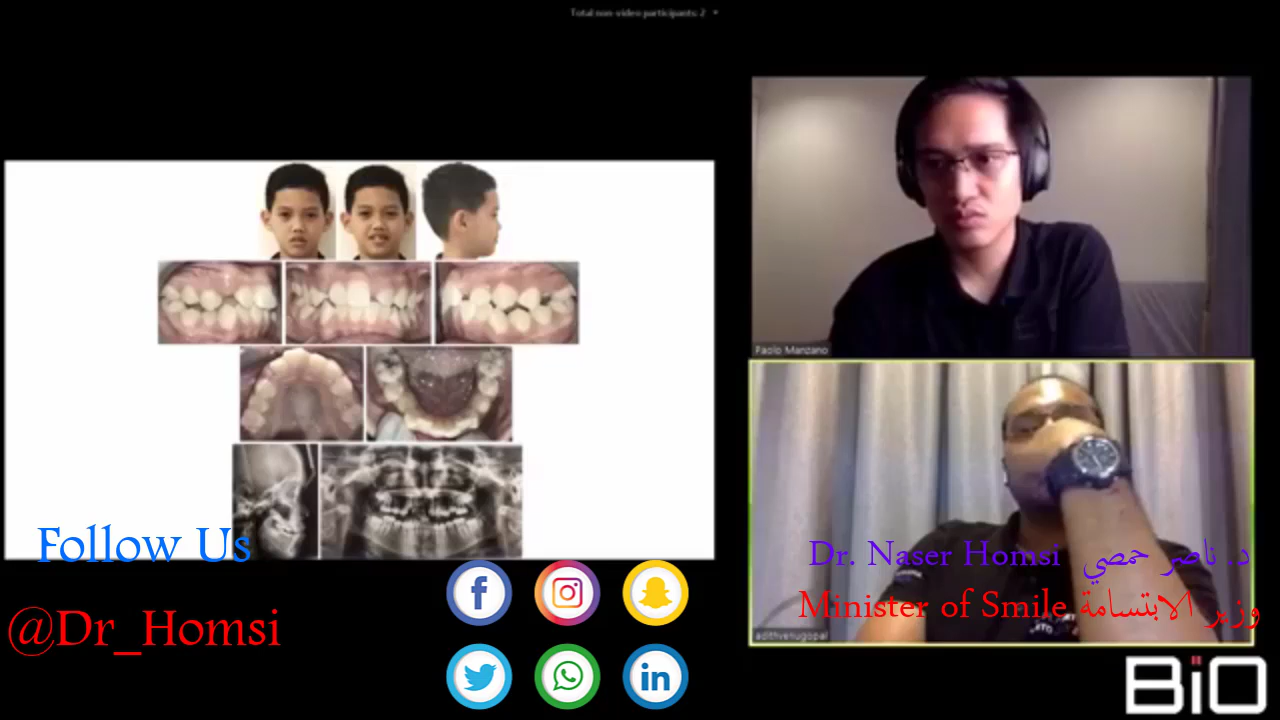 Total non-video participants: 2
Paolo Manzano
Follow Us
@Dr_Homsi
Dr. Naser Homsi د. ناصر حمصي
Minister of Smile وزير الابتسامة
adithvenugopal
BiO